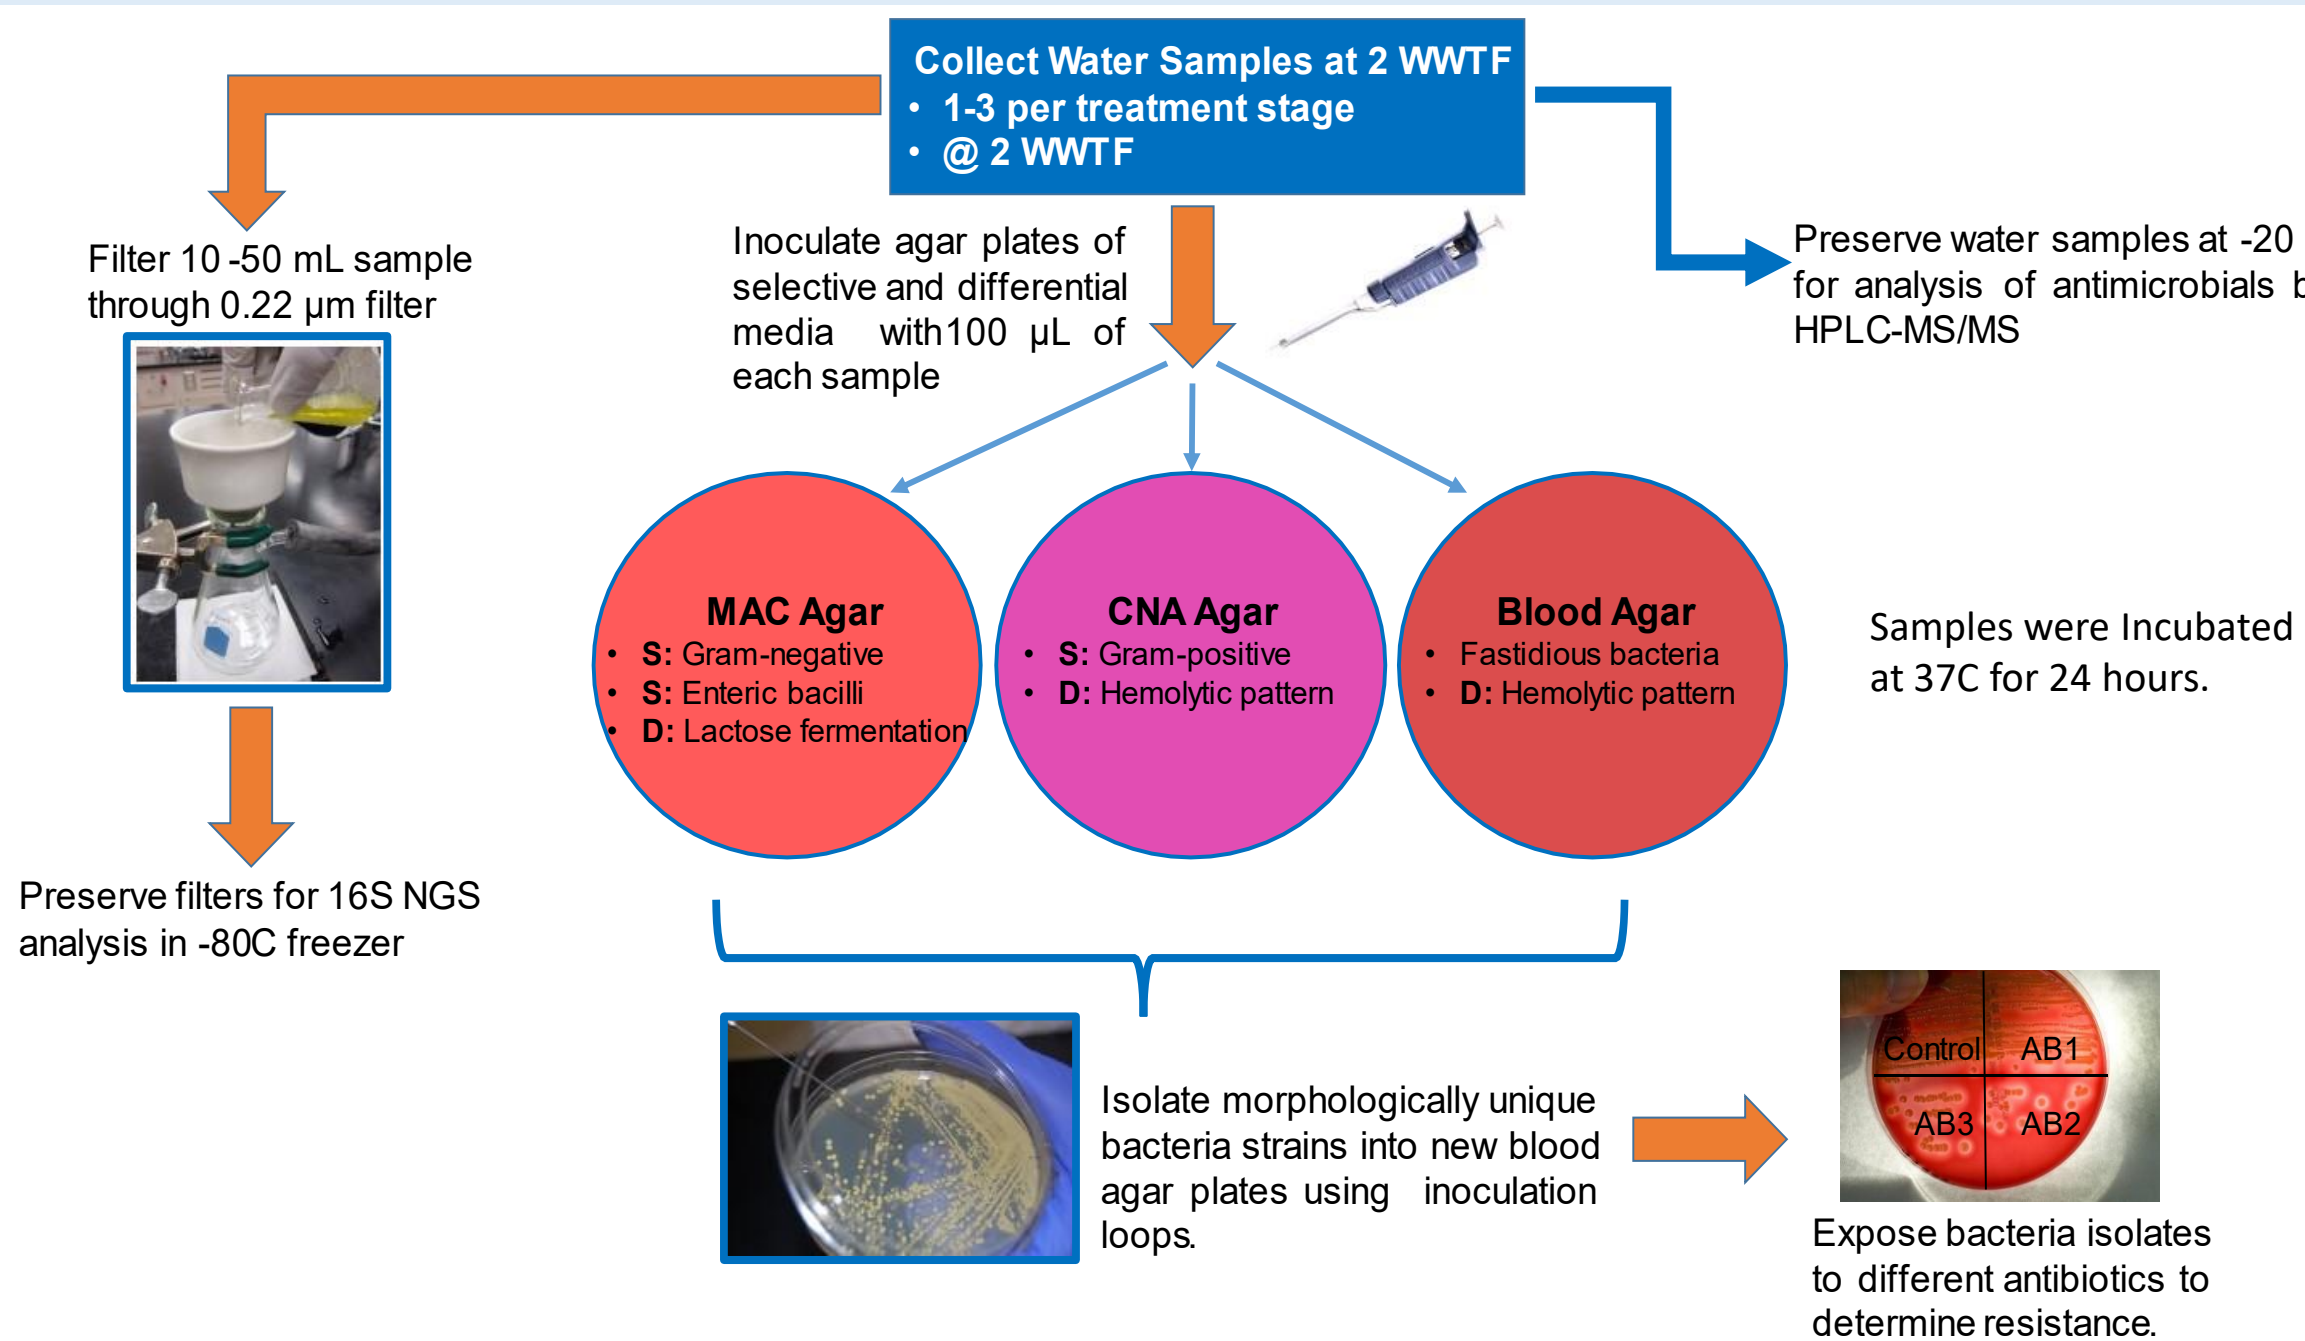 Collect Water Samples at 2 WWTF
• 1-3 per treatment stage
• @ 2 WWTF
Filter 10 -50 mL sample
through 0.22 µm filter
Inoculate agar plates of
selective and differential
media with100 µL of
each sample
Preserve water samples at -20
for analysis of antimicrobials
HPLC-MS/MS
MAC Agar
• S: Gram-negative
• S: Enteric bacilli
• D: Lactose fermentation
CNA Agar
• S: Gram-positive
• D: Hemolytic pattern
Blood Agar
• Fastidious bacteria
• D: Hemolytic pattern
Samples were Incubated
at 37C for 24 hours.
Preserve filters for 16S NGS
analysis in -80C freezer
Isolate morphologically unique
bacteria strains into new blood
agar plates using inoculation
loops.
Control
AB1
AB3
AB2
Expose bacteria isolates
to different antibiotics to
determine resistance.